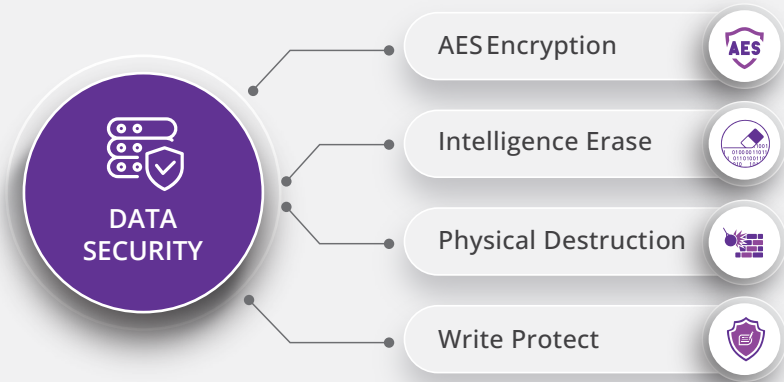 DATA
SECURITY
AES Encryption
AES
Intelligence Erase
Physical Destruction
Write Protect